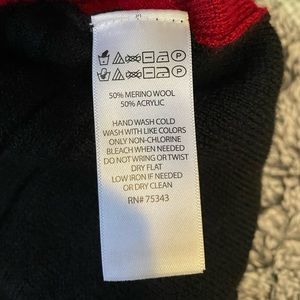 50% MERINO WOOL
50% ACRYLIC
HAND WASH COLD
WASH WITH LIKE COLORS
ONLY NON-CHLORINE
BLEACH WHEN NEEDED
DO NOT WRING OR TWIST
DRY FLAT
LOW IRON IF NEEDED
OR DRY CLEAN
RN# 75343